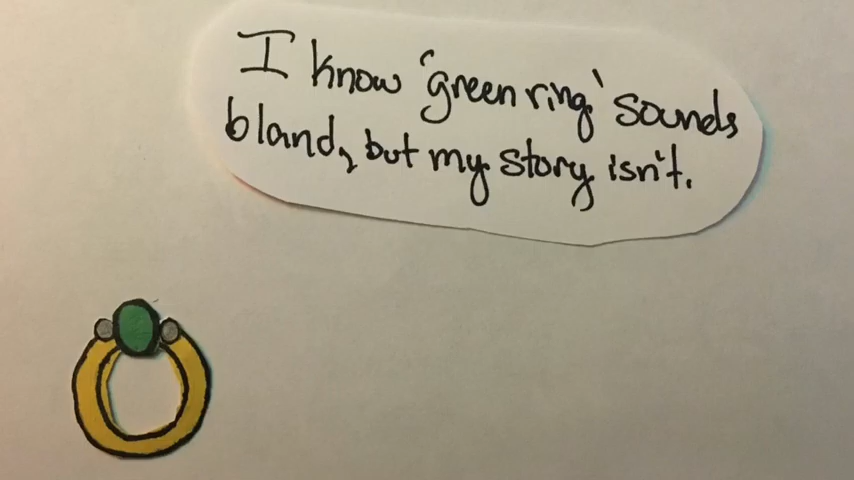 I know 'green ring' sounds
bland, but my story isn't.